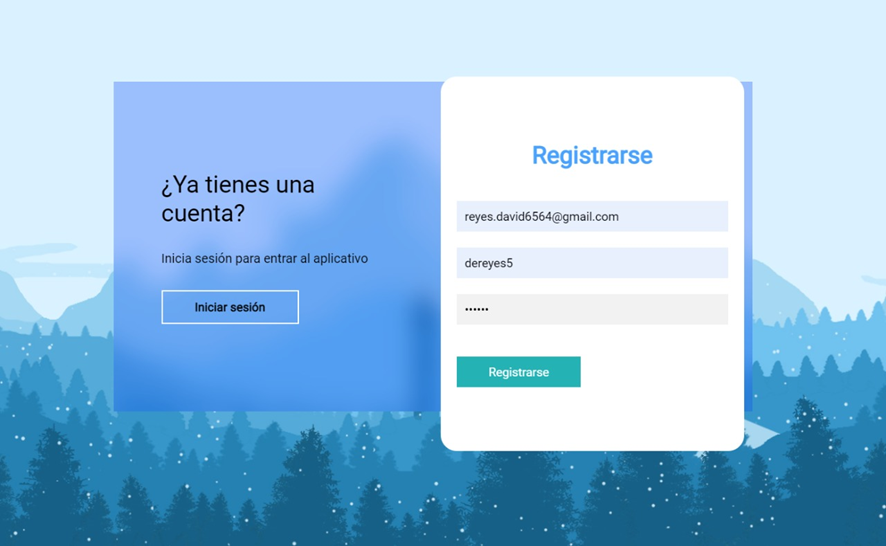 ¿Ya tienes una
cuenta?
Inicia sesión para entrar al aplicativo
Iniciar sesión
Registrarse
reyes.david6564@gmail.com
dereyes5
••••••
Registrarse